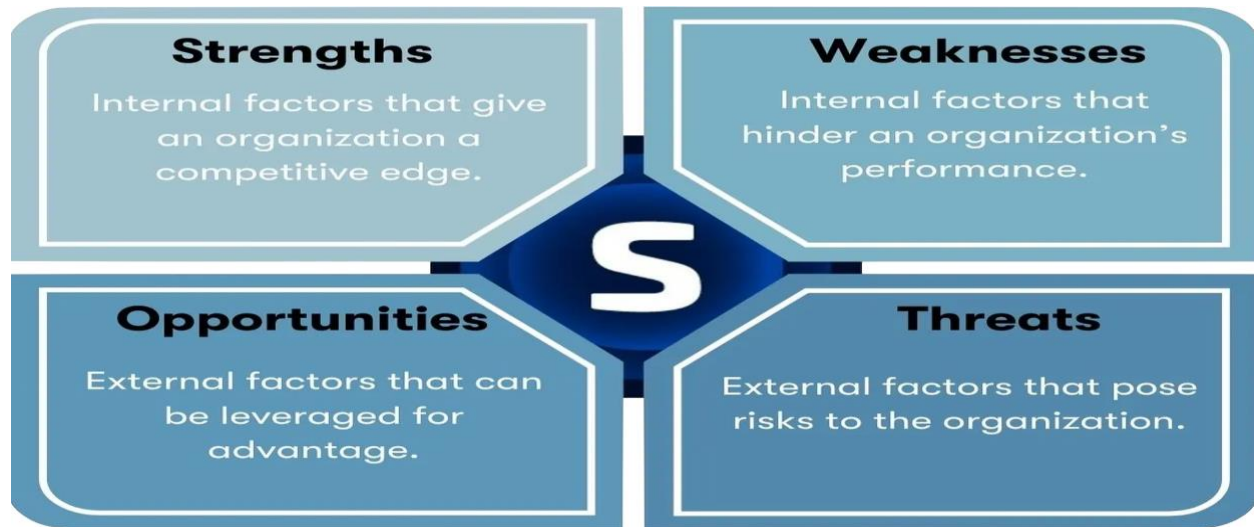 Strengths
Internal factors that give
an organization a
competitive edge.
Weaknesses
Internal factors that
hinder an organization’s
performance.
S
Opportunities
External factors that can
be leveraged for
advantage.
Threats
External factors that pose
risks to the organization.